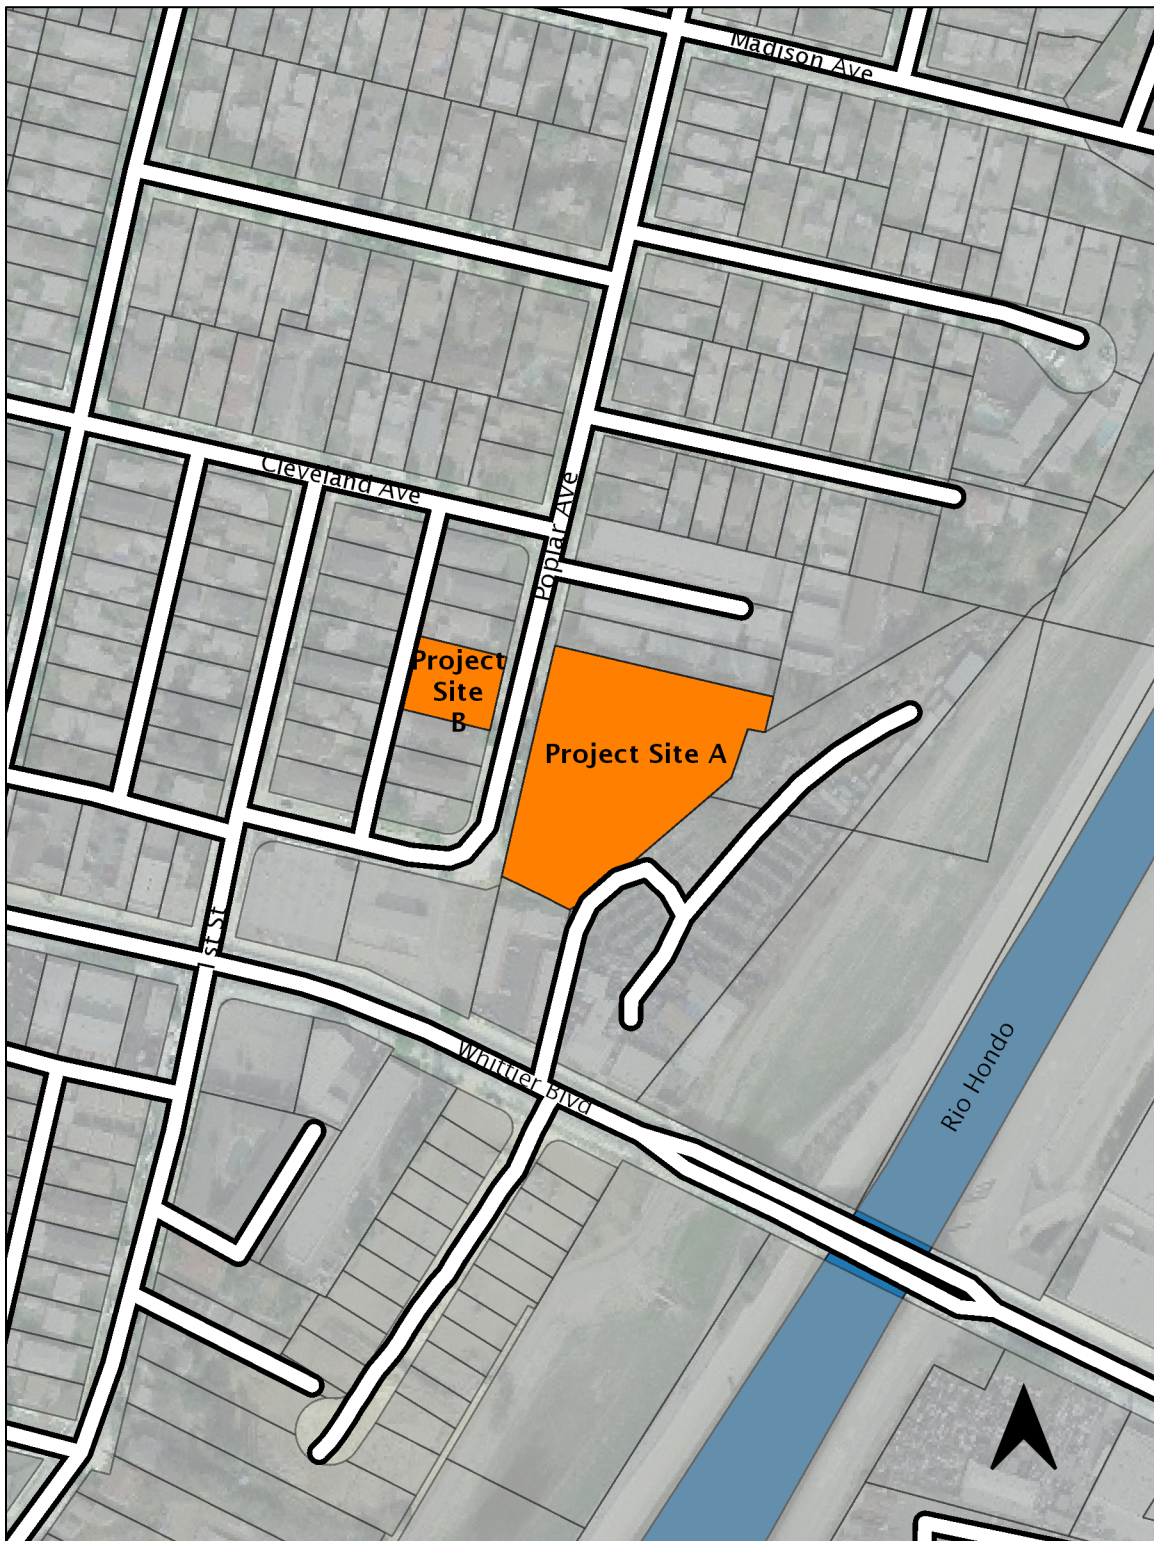 Madison Ave
Cleveland Ave
Poplar Ave
Project
Site
B
Project Site A
1st St
Whittier Blvd
Rio Hondo